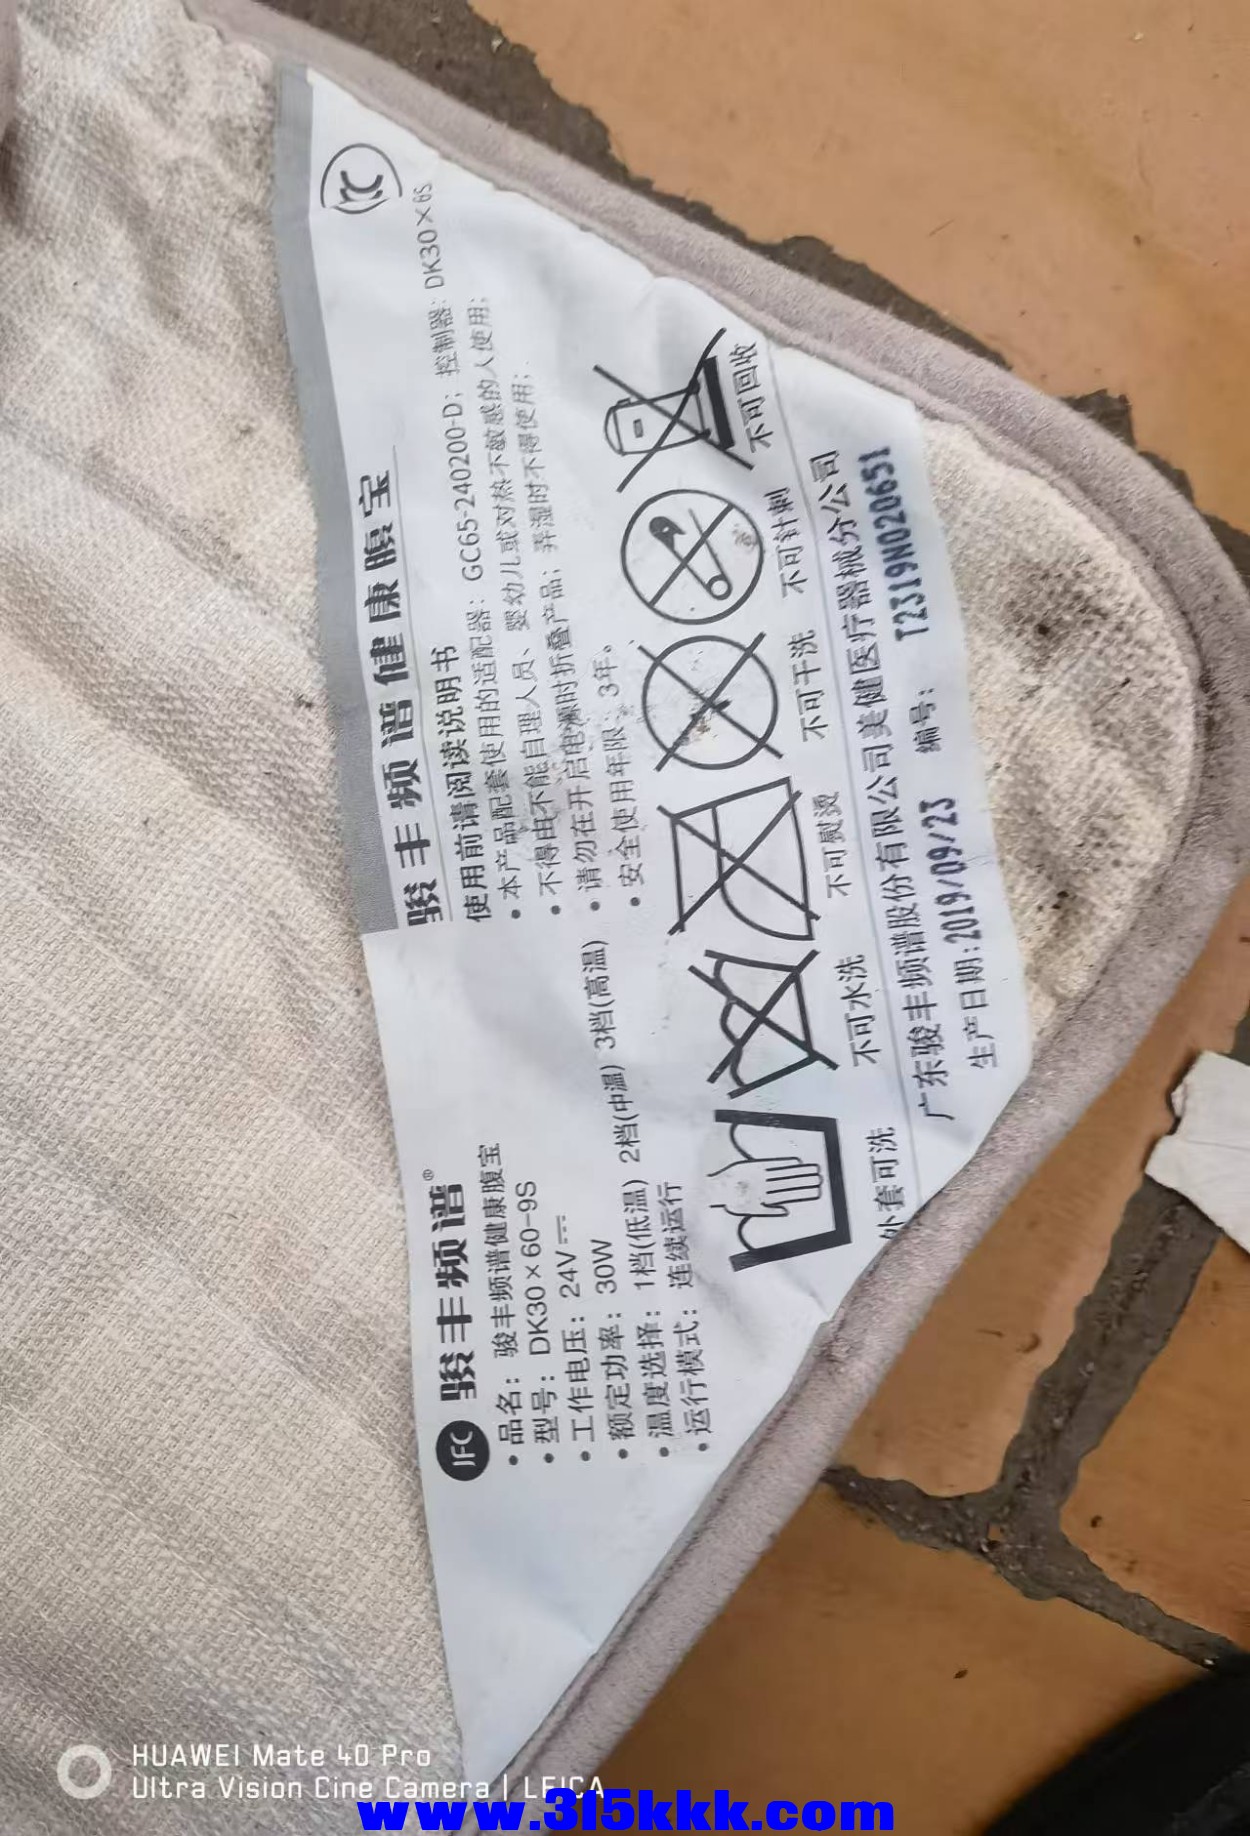 JFC 骏丰频谱®
• 品名：骏丰频谱健康腹宝
• 型号：DK30×60-9S
• 工作电压：24V⎓
• 额定功率：30W
• 温度选择：1档(低温) 2档(中温) 3档(高温)
• 运行模式：连续运行
骏丰频谱健康腹宝
使用前请阅读说明书
• 本产品配套使用的适配器：GC65-240200-D；控制器：DK30×6S
• 不得由不能自理人员、婴幼儿或对热不敏感的人使用；
• 请勿在开启电源时折叠产品；弄湿时不得使用；
• 安全使用年限：3年。
外套可洗 不可水洗 不可熨烫 不可干洗 不可针刺 不可回收
广东骏丰频谱股份有限公司美健医疗器械分公司
生产日期：2019/09/23 编号：T2319N020651
HUAWEI Mate 40 Pro
Ultra Vision Cine Camera | LEICA
www.315kkk.com